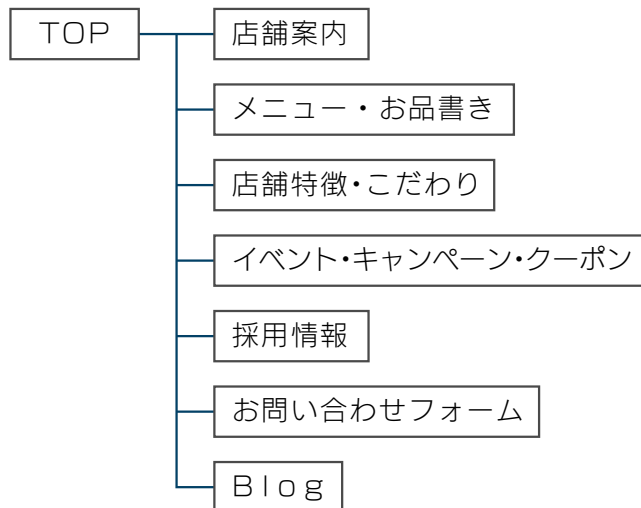 TOP
店舗案内
メニュー・お品書き
店舗特徴・こだわり
イベント・キャンペーン・クーポン
採用情報
お問い合わせフォーム
Blog